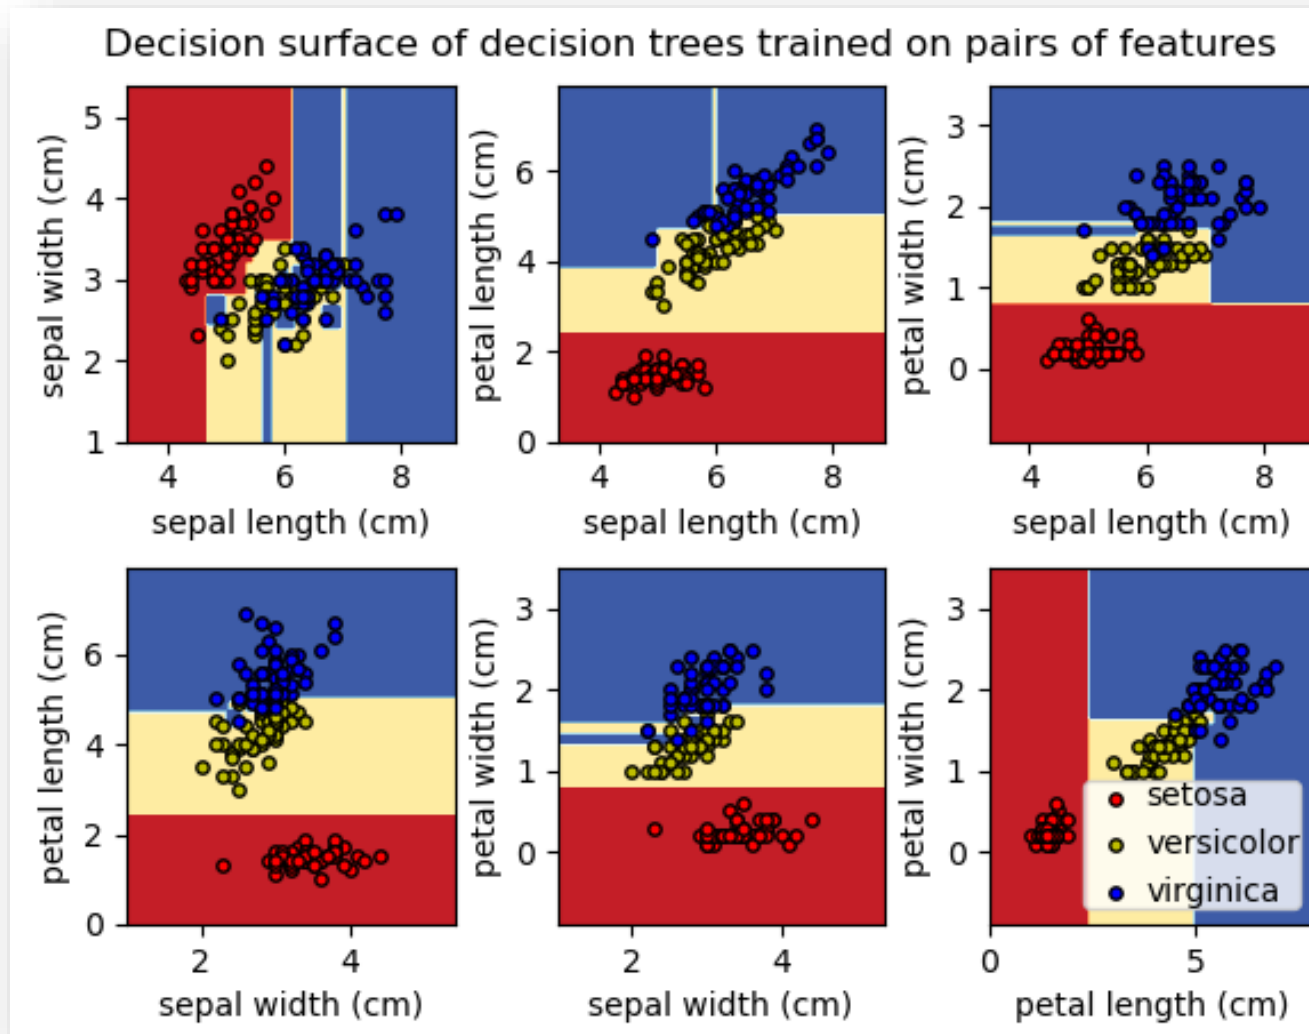 Decision surface of decision trees trained on pairs of features
sepal width (cm)
5
4
3
2
1
4 6 8
sepal length (cm)
petal length (cm)
6
4
2
0
4 6 8
sepal length (cm)
petal width (cm)
3
2
1
0
4 6 8
sepal length (cm)
petal length (cm)
6
4
2
0
2 4
sepal width (cm)
petal width (cm)
3
2
1
0
2 4
sepal width (cm)
petal width (cm)
3
2
1
0
0 5
petal length (cm)
setosa
versicolor
virginica